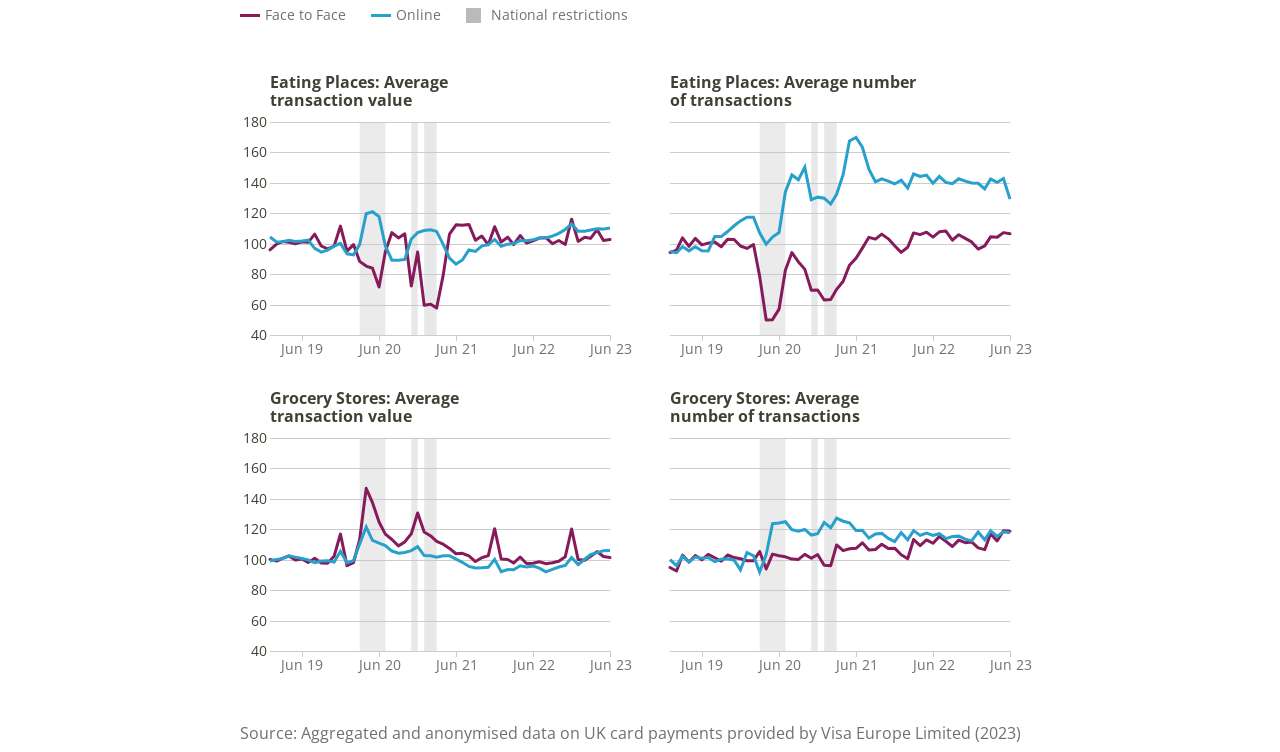 Face to Face Online National restrictions
Eating Places: Average
transaction value
180
160
140
120
100
80
60
40
Jun 19 Jun 20 Jun 21 Jun 22 Jun 23
Eating Places: Average number
of transactions
Jun 19 Jun 20 Jun 21 Jun 22 Jun 23
Grocery Stores: Average
transaction value
180
160
140
120
100
80
60
40
Jun 19 Jun 20 Jun 21 Jun 22 Jun 23
Grocery Stores: Average
number of transactions
Jun 19 Jun 20 Jun 21 Jun 22 Jun 23
Source: Aggregated and anonymised data on UK card payments provided by Visa Europe Limited (2023)